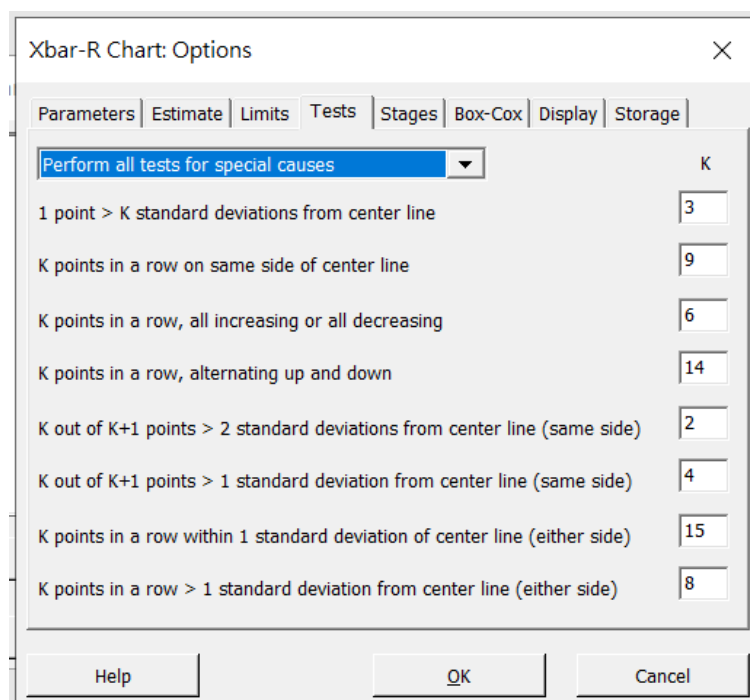 Xbar-R Chart: Options
Parameters Estimate Limits Tests Stages Box-Cox Display Storage
Perform all tests for special causes K
1 point > K standard deviations from center line 3
K points in a row on same side of center line 9
K points in a row, all increasing or all decreasing 6
K points in a row, alternating up and down 14
K out of K+1 points > 2 standard deviations from center line (same side) 2
K out of K+1 points > 1 standard deviation from center line (same side) 4
K points in a row within 1 standard deviation of center line (either side) 15
K points in a row > 1 standard deviation from center line (either side) 8
Help OK Cancel